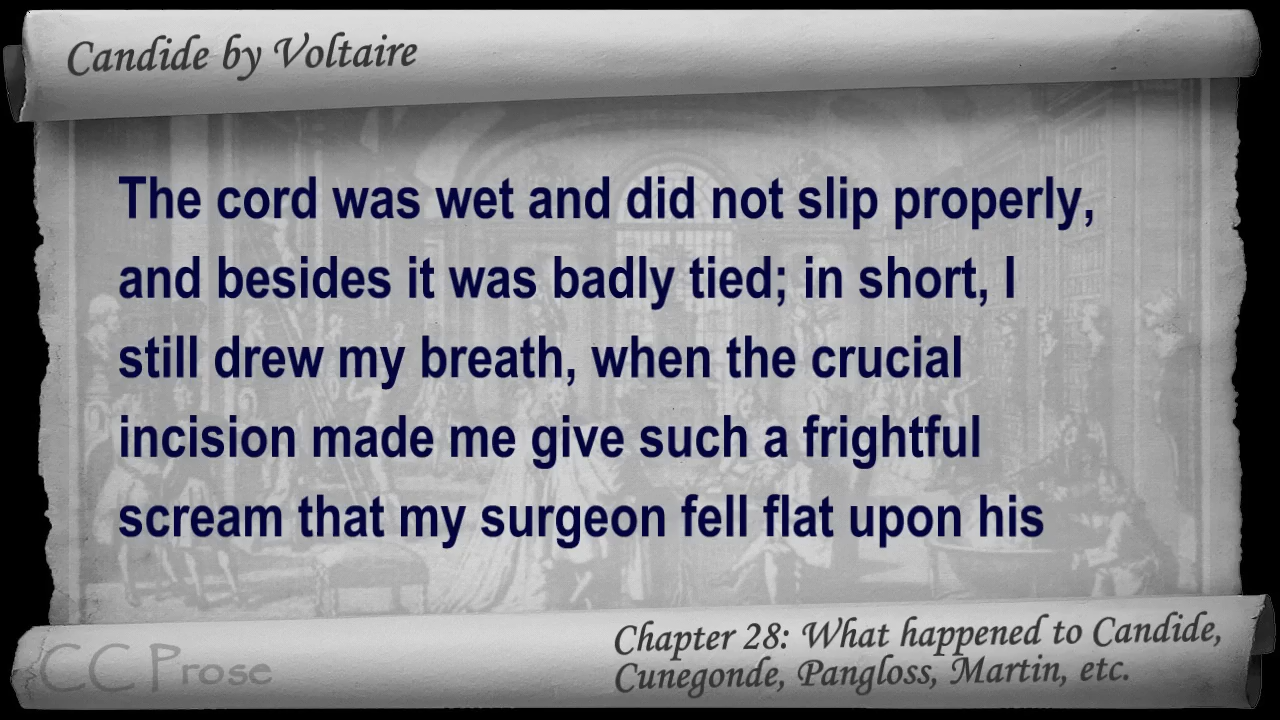 Candide by Voltaire
The cord was wet and did not slip properly,
and besides it was badly tied; in short, I
still drew my breath, when the crucial
incision made me give such a frightful
scream that my surgeon fell flat upon his
Chapter 28: What happened to Candide,
Cunegonde, Pangloss, Martin, etc.
CC Prose